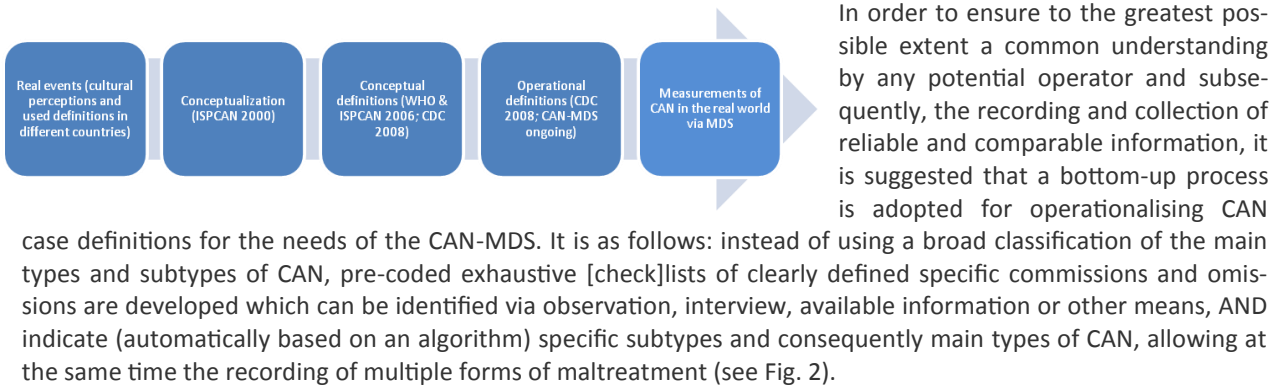 Real events (cultural
perceptions and
used definitions in
different countries)
Conceptualization
(ISPCAN 2000)
Conceptual
definitions (WHO &
ISPCAN 2006; CDC
2008)
Operational
definitions (CDC
2008; CAN-MDS
ongoing)
Measurements of
CAN in the real world
via MDS
In order to ensure to the greatest pos-
sible extent a common understanding
by any potential operator and subse-
quently, the recording and collection of
reliable and comparable information, it
is suggested that a bottom-up process
is adopted for operationalising CAN
case definitions for the needs of the CAN-MDS. It is as follows: instead of using a broad classification of the main
types and subtypes of CAN, pre-coded exhaustive [check]lists of clearly defined specific commissions and omis-
sions are developed which can be identified via observation, interview, available information or other means, AND
indicate (automatically based on an algorithm) specific subtypes and consequently main types of CAN, allowing at
the same time the recording of multiple forms of maltreatment (see Fig. 2).